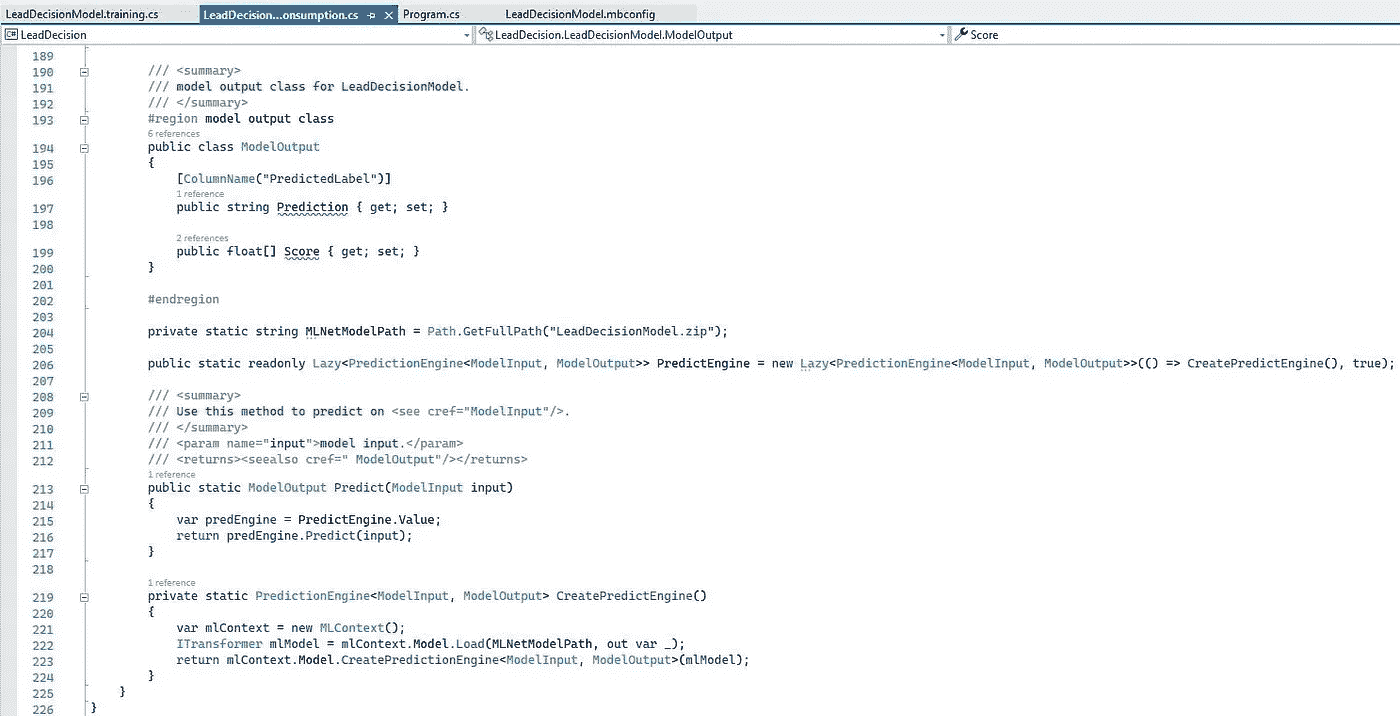 LeadDecisionModel.training.cs LeadDecision...onsumption.cs Program.cs LeadDecisionModel.mbconfig
LeadDecision LeadDecision.LeadDecisionModel.ModelOutput Score
189
190 /// <summary>
191 /// model output class for LeadDecisionModel.
192 /// </summary>
193 #region model output class
6 references
194 public class ModelOutput
195 {
196 [ColumnName("PredictedLabel")]
1 reference
197 public string Prediction { get; set; }
198
2 references
199 public float[] Score { get; set; }
200 }
201
202 #endregion
203
204 private static string MLNetModelPath = Path.GetFullPath("LeadDecisionModel.zip");
205
206 public static readonly Lazy<PredictionEngine<ModelInput, ModelOutput>> PredictEngine = new Lazy<PredictionEngine<ModelInput, ModelOutput>>(() => CreatePredictEngine(), true);
207
208 /// <summary>
209 /// Use this method to predict on <see cref="ModelInput"/>.
210 /// </summary>
211 /// <param name="input">model input.</param>
212 /// <returns><seealso cref=" ModelOutput"/></returns>
1 reference
213 public static ModelOutput Predict(ModelInput input)
214 {
215 var predEngine = PredictEngine.Value;
216 return predEngine.Predict(input);
217 }
218
1 reference
219 private static PredictionEngine<ModelInput, ModelOutput> CreatePredictEngine()
220 {
221 var mlContext = new MLContext();
222 ITransformer mlModel = mlContext.Model.Load(MLNetModelPath, out var _);
223 return mlContext.Model.CreatePredictionEngine<ModelInput, ModelOutput>(mlModel);
224 }
225 }
226 }